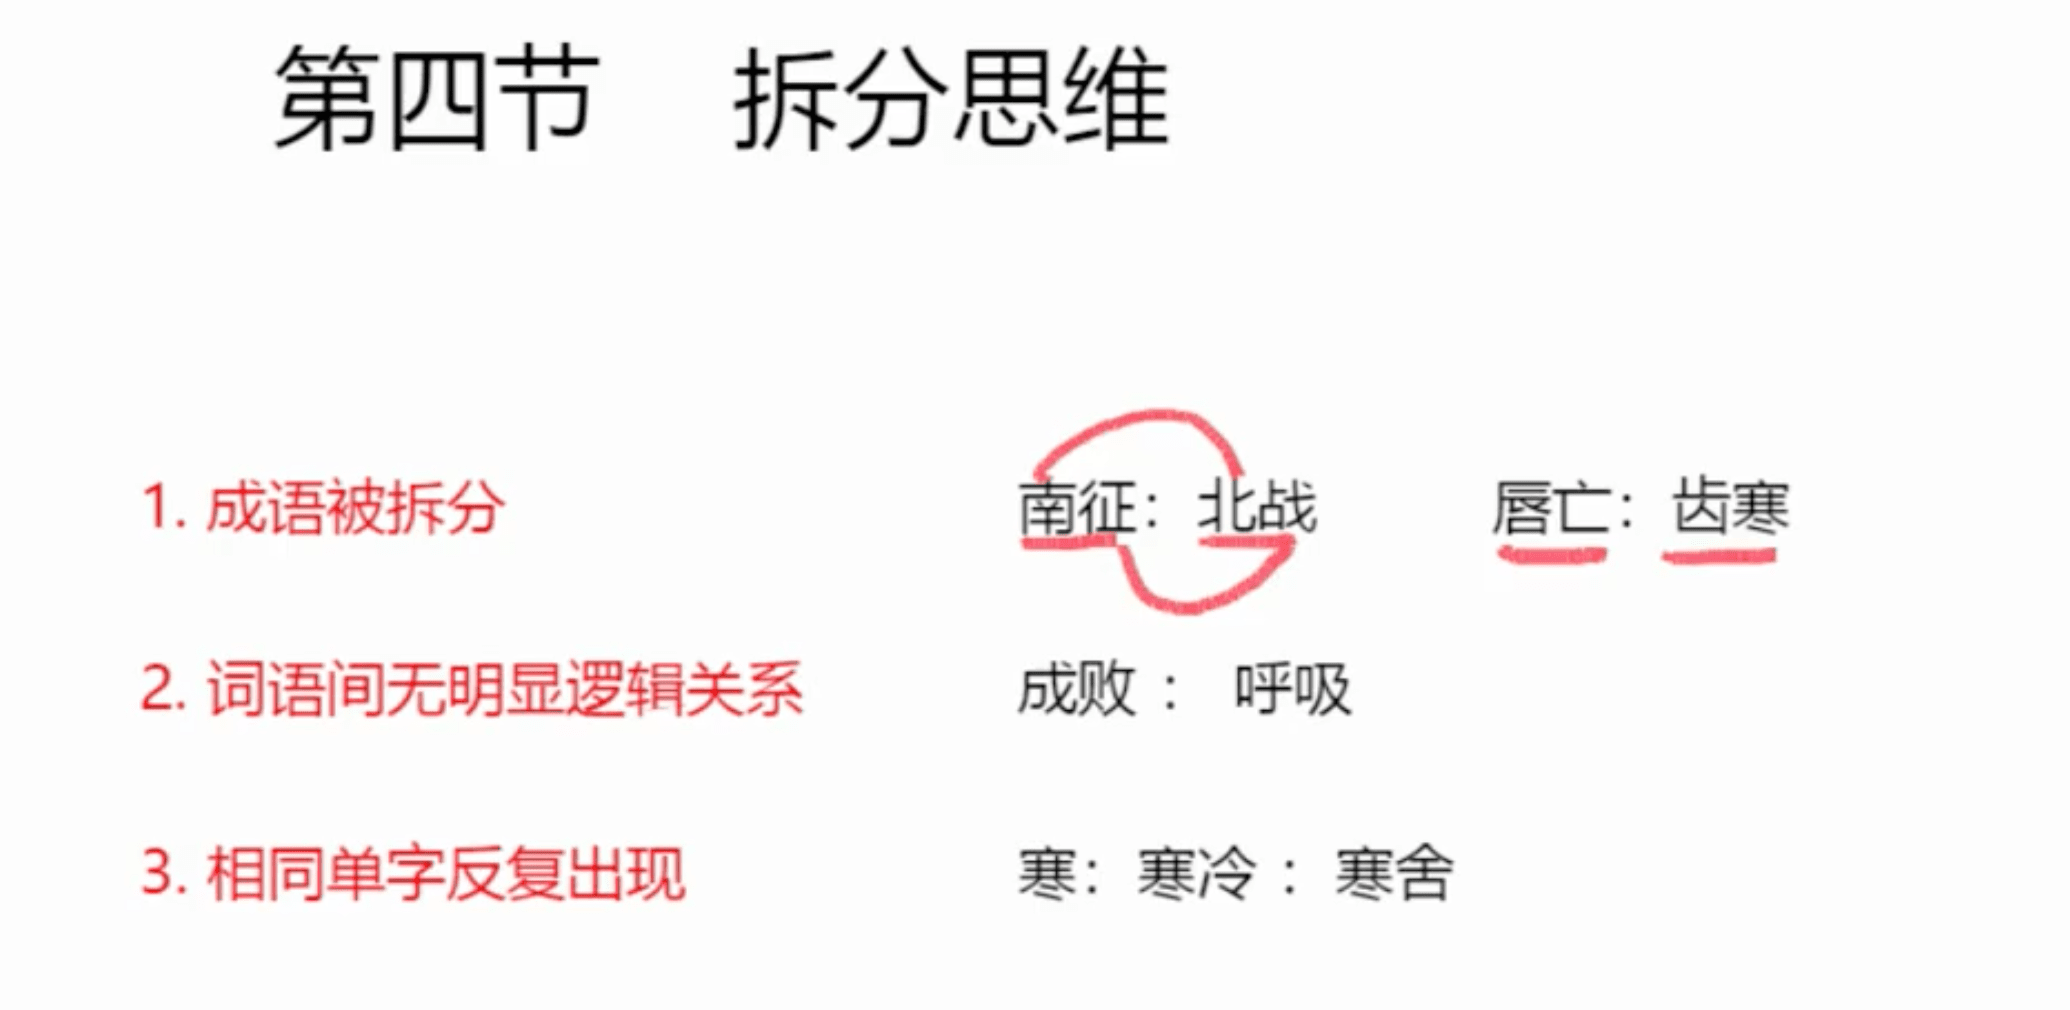 第四节 拆分思维
1. 成语被拆分 南征：北战 唇亡：齿寒
2. 词语间无明显逻辑关系 成败： 呼吸
3. 相同单字反复出现 寒：寒冷：寒舍